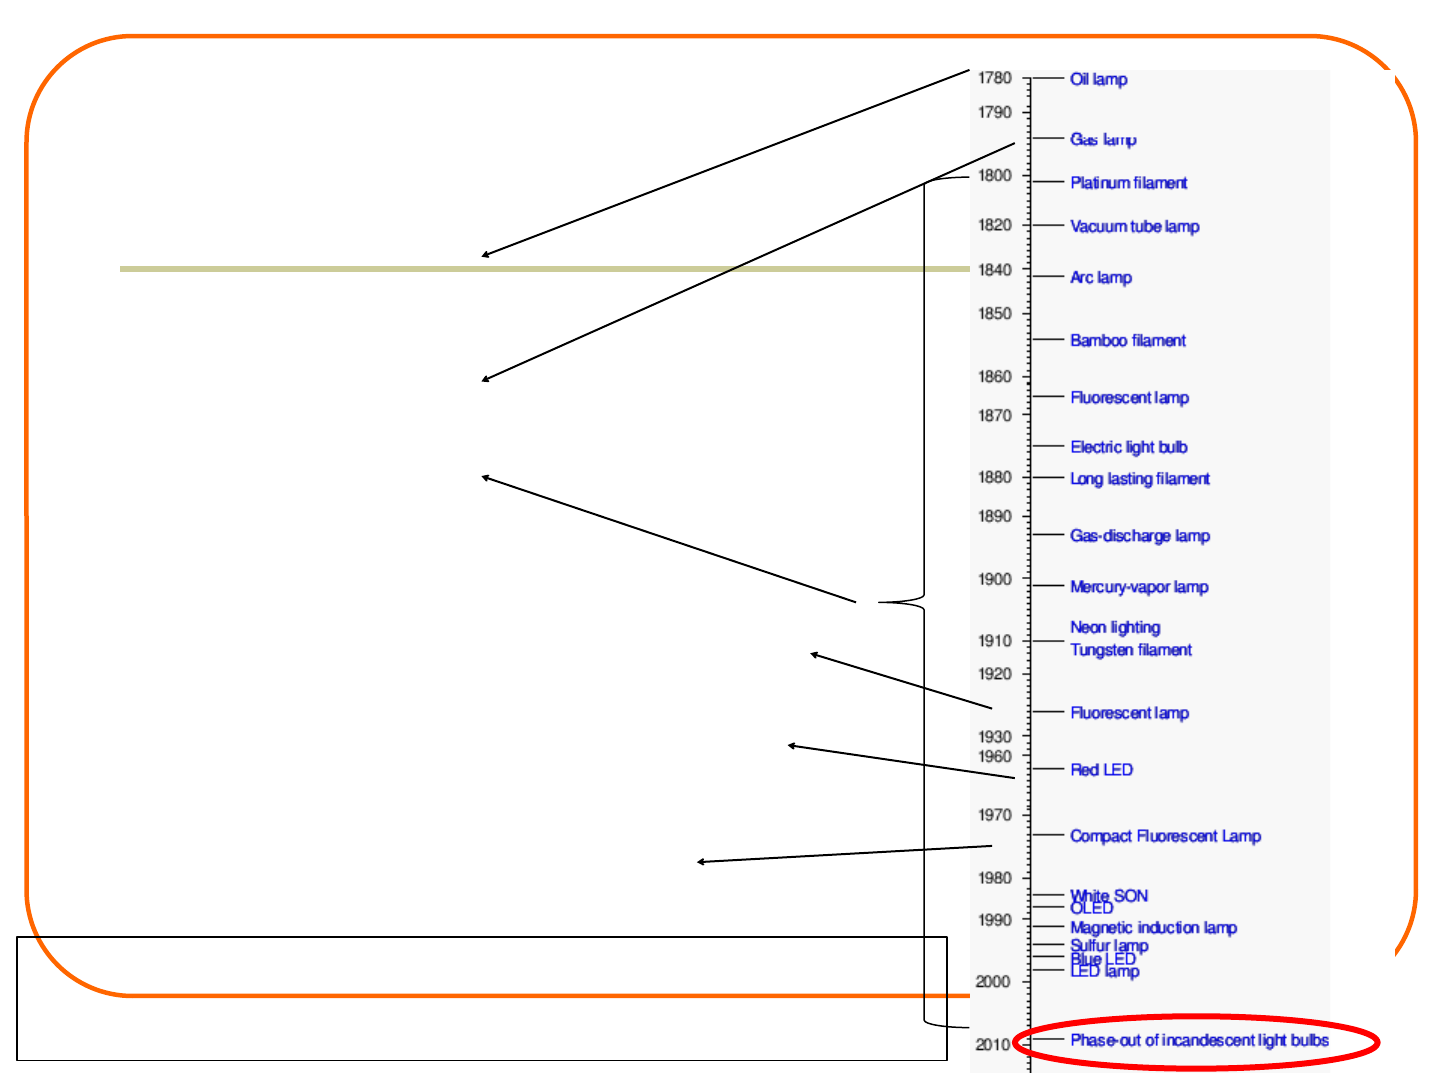 1780 Oil lamp
1790
Gas lamp
1800
Platinum filament
1820 Vacuum tube lamp
1840
Arc lamp
1850
Bamboo filament
1860
Fluorescent lamp
1870
Electric light bulb
1880 Long lasting filament
1890
Gas-discharge lamp
1900
Mercury-vapor lamp
Neon lighting
1910
Tungsten filament
1920
Fluorescent lamp
1930
1960
Red LED
1970
Compact Fluorescent Lamp
1980
White SON
OLED
1990
Magnetic induction lamp
Sulfur lamp
Blue LED
LED lamp
2000
Phase-out of incandescent light bulbs
2010